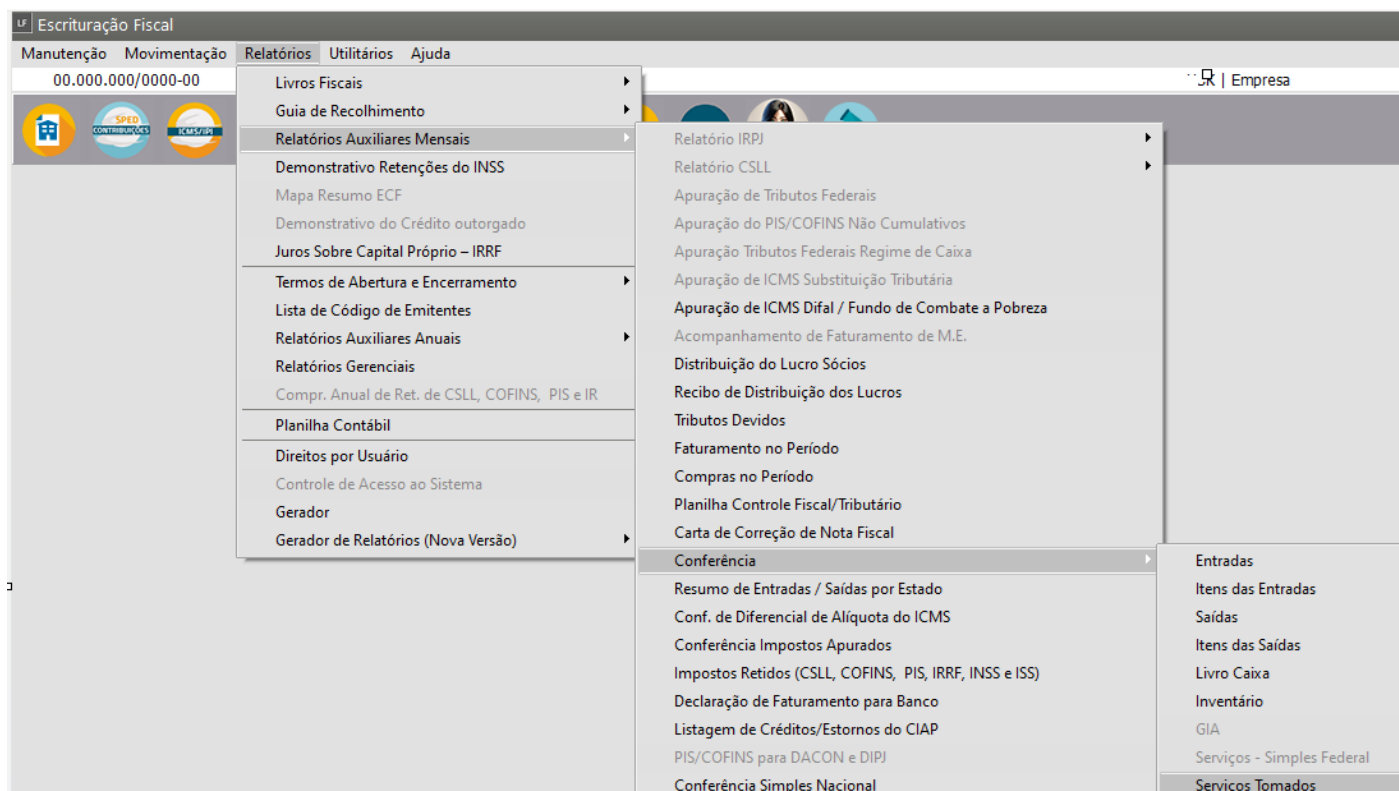 LF Escrituração Fiscal
Manutenção Movimentação Relatórios Utilitários Ajuda
00.000.000/0000-00
| Empresa
SPED
CONTRIBUIÇÕES
ICMS/IPI
Livros Fiscais
Guia de Recolhimento
Relatórios Auxiliares Mensais
Demonstrativo Retenções do INSS
Mapa Resumo ECF
Demonstrativo do Crédito outorgado
Juros Sobre Capital Próprio – IRRF
Termos de Abertura e Encerramento
Lista de Código de Emitentes
Relatórios Auxiliares Anuais
Relatórios Gerenciais
Compr. Anual de Ret. de CSLL, COFINS, PIS e IR
Planilha Contábil
Direitos por Usuário
Controle de Acesso ao Sistema
Gerador
Gerador de Relatórios (Nova Versão)
Relatório IRPJ
Relatório CSLL
Apuração de Tributos Federais
Apuração do PIS/COFINS Não Cumulativos
Apuração Tributos Federais Regime de Caixa
Apuração de ICMS Substituição Tributária
Apuração de ICMS Difal / Fundo de Combate a Pobreza
Acompanhamento de Faturamento de M.E.
Distribuição do Lucro Sócios
Recibo de Distribuição dos Lucros
Tributos Devidos
Faturamento no Período
Compras no Período
Planilha Controle Fiscal/Tributário
Carta de Correção de Nota Fiscal
Conferência
Resumo de Entradas / Saídas por Estado
Conf. de Diferencial de Alíquota do ICMS
Conferência Impostos Apurados
Impostos Retidos (CSLL, COFINS, PIS, IRRF, INSS e ISS)
Declaração de Faturamento para Banco
Listagem de Créditos/Estornos do CIAP
PIS/COFINS para DACON e DIPJ
Conferência Simples Nacional
Entradas
Itens das Entradas
Saídas
Itens das Saídas
Livro Caixa
Inventário
GIA
Serviços - Simples Federal
Serviços Tomados